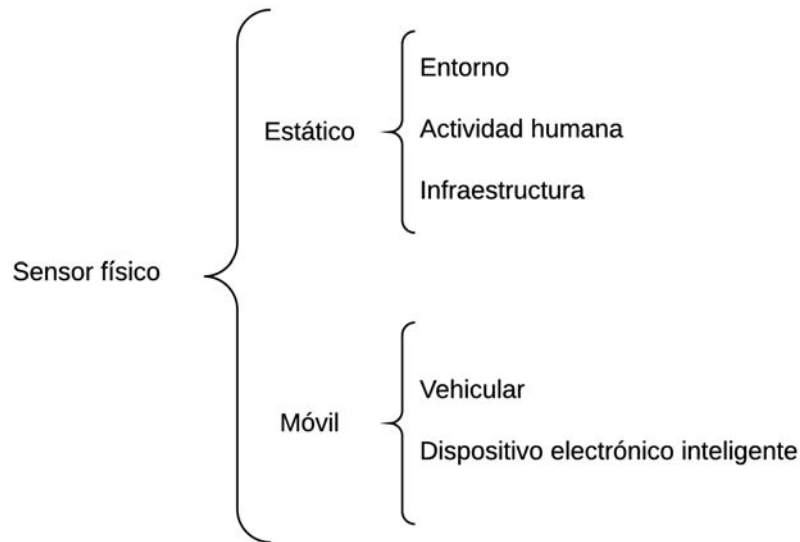 Sensor físico
Estático
Entorno
Actividad humana
Infraestructura
Móvil
Vehicular
Dispositivo electrónico inteligente